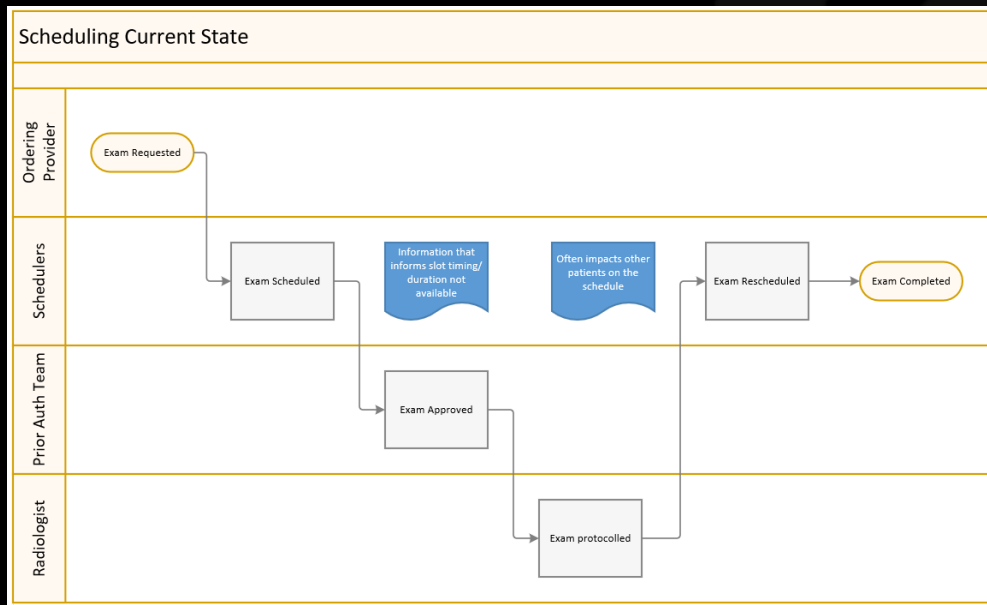 Scheduling Current State
Ordering
Provider
Exam Requested
Schedulers
Exam Scheduled
Information that
informs slot timing/
duration not
available
Often impacts other
patients on the
schedule
Exam Rescheduled
Exam Completed
Prior Auth Team
Exam Approved
Radiologist
Exam protocolled